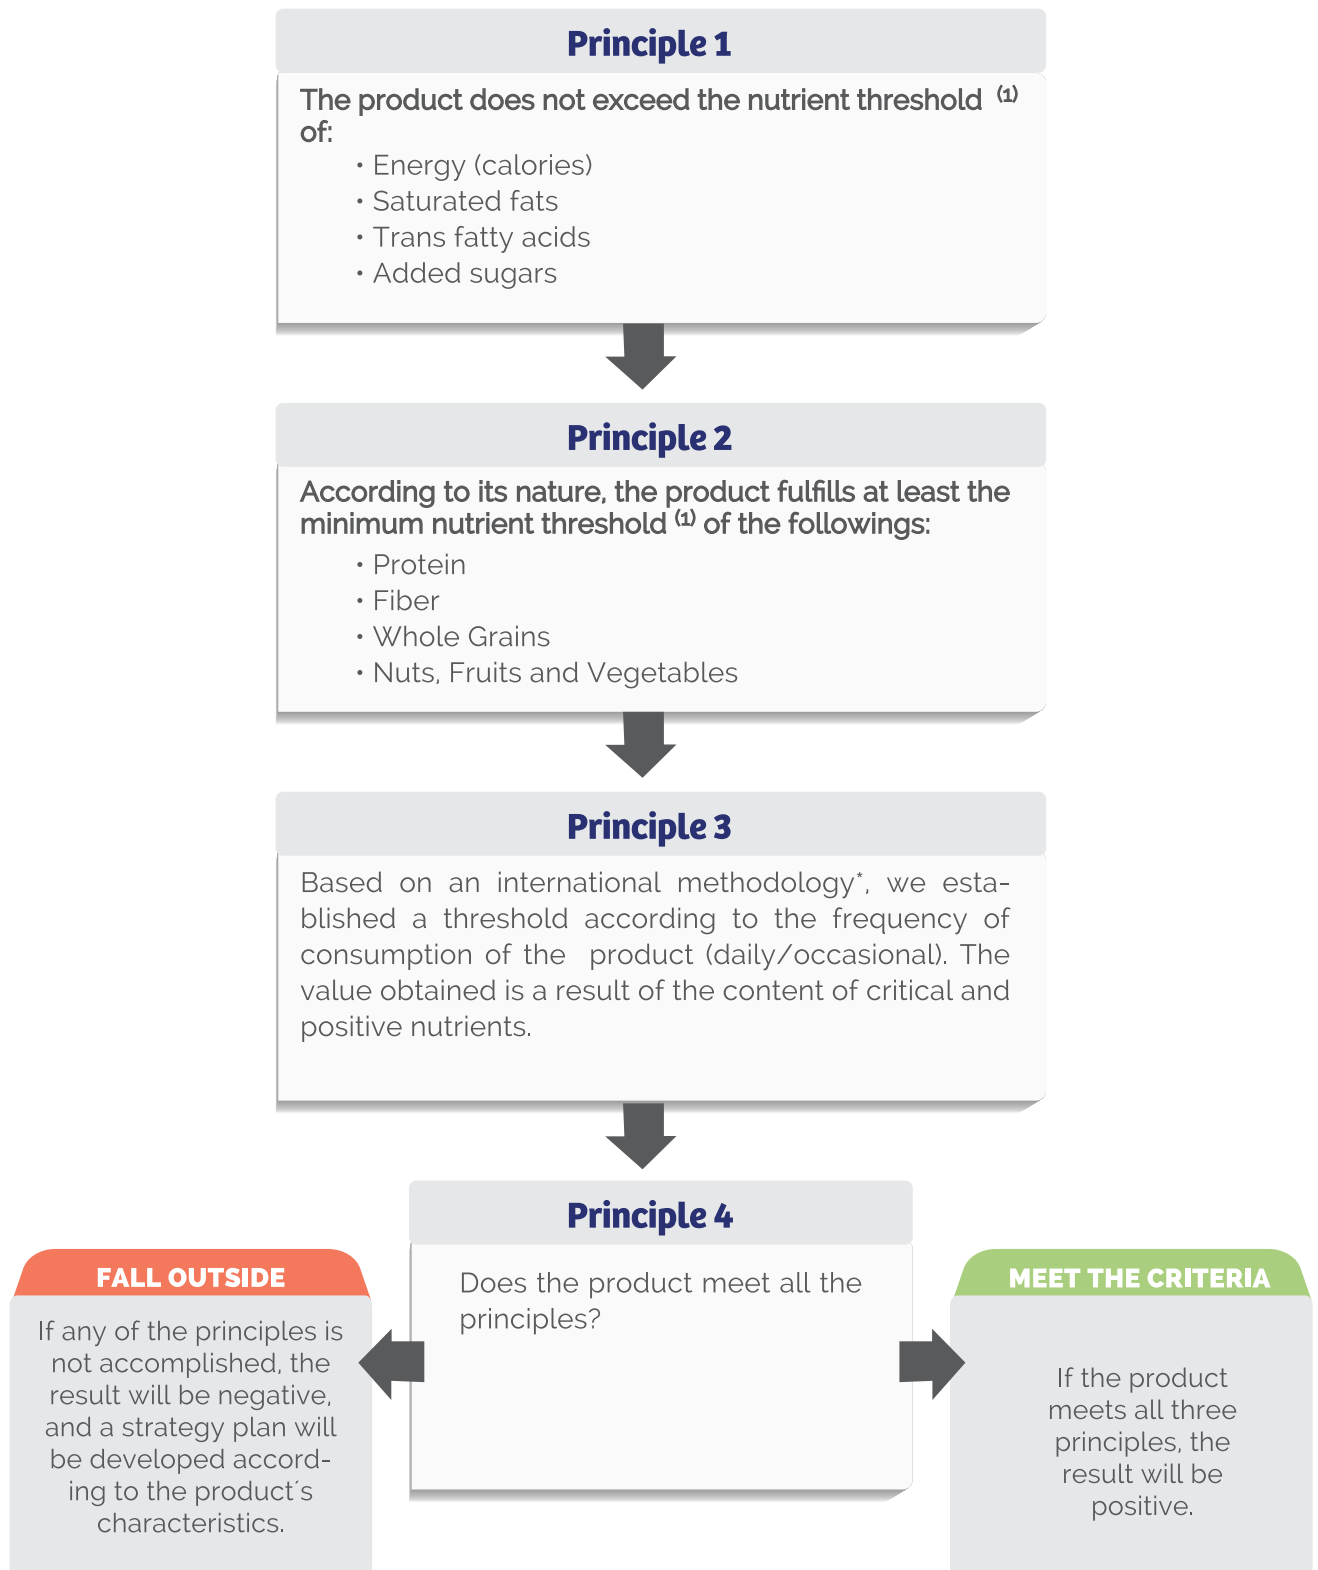 Principle 1
The product does not exceed the nutrient threshold (1)
of:
• Energy (calories)
• Saturated fats
• Trans fatty acids
• Added sugars
Principle 2
According to its nature, the product fulfills at least the
minimum nutrient threshold (1) of the followings:
• Protein
• Fiber
• Whole Grains
• Nuts, Fruits and Vegetables
Principle 3
Based on an international methodology*, we esta-
blished a threshold according to the frequency of
consumption of the product (daily/occasional). The
value obtained is a result of the content of critical and
positive nutrients.
Principle 4
Does the product meet all the
principles?
FALL OUTSIDE
If any of the principles is
not accomplished, the
result will be negative,
and a strategy plan will
be developed accord-
ing to the product´s
characteristics.
MEET THE CRITERIA
If the product
meets all three
principles, the
result will be
positive.